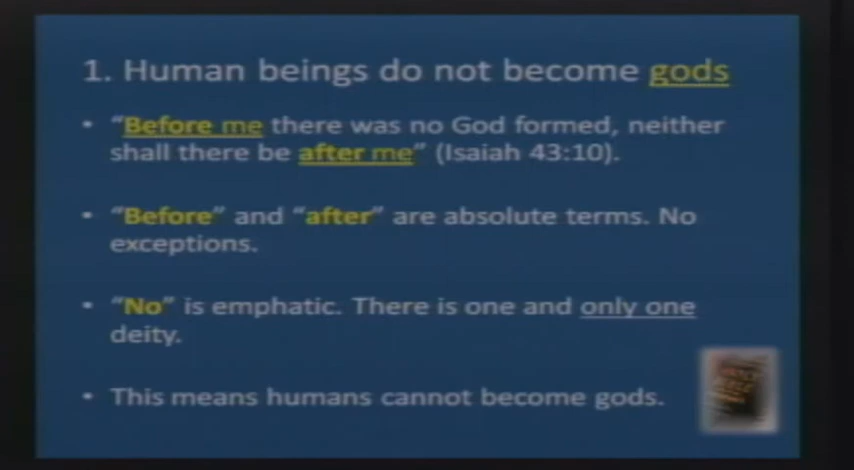 1. Human beings do not become gods
• “Before me there was no God formed, neither
shall there be after me” (Isaiah 43:10).
• “Before” and “after” are absolute terms. No
exceptions.
• “No” is emphatic. There is one and only one
deity.
• This means humans cannot become gods.